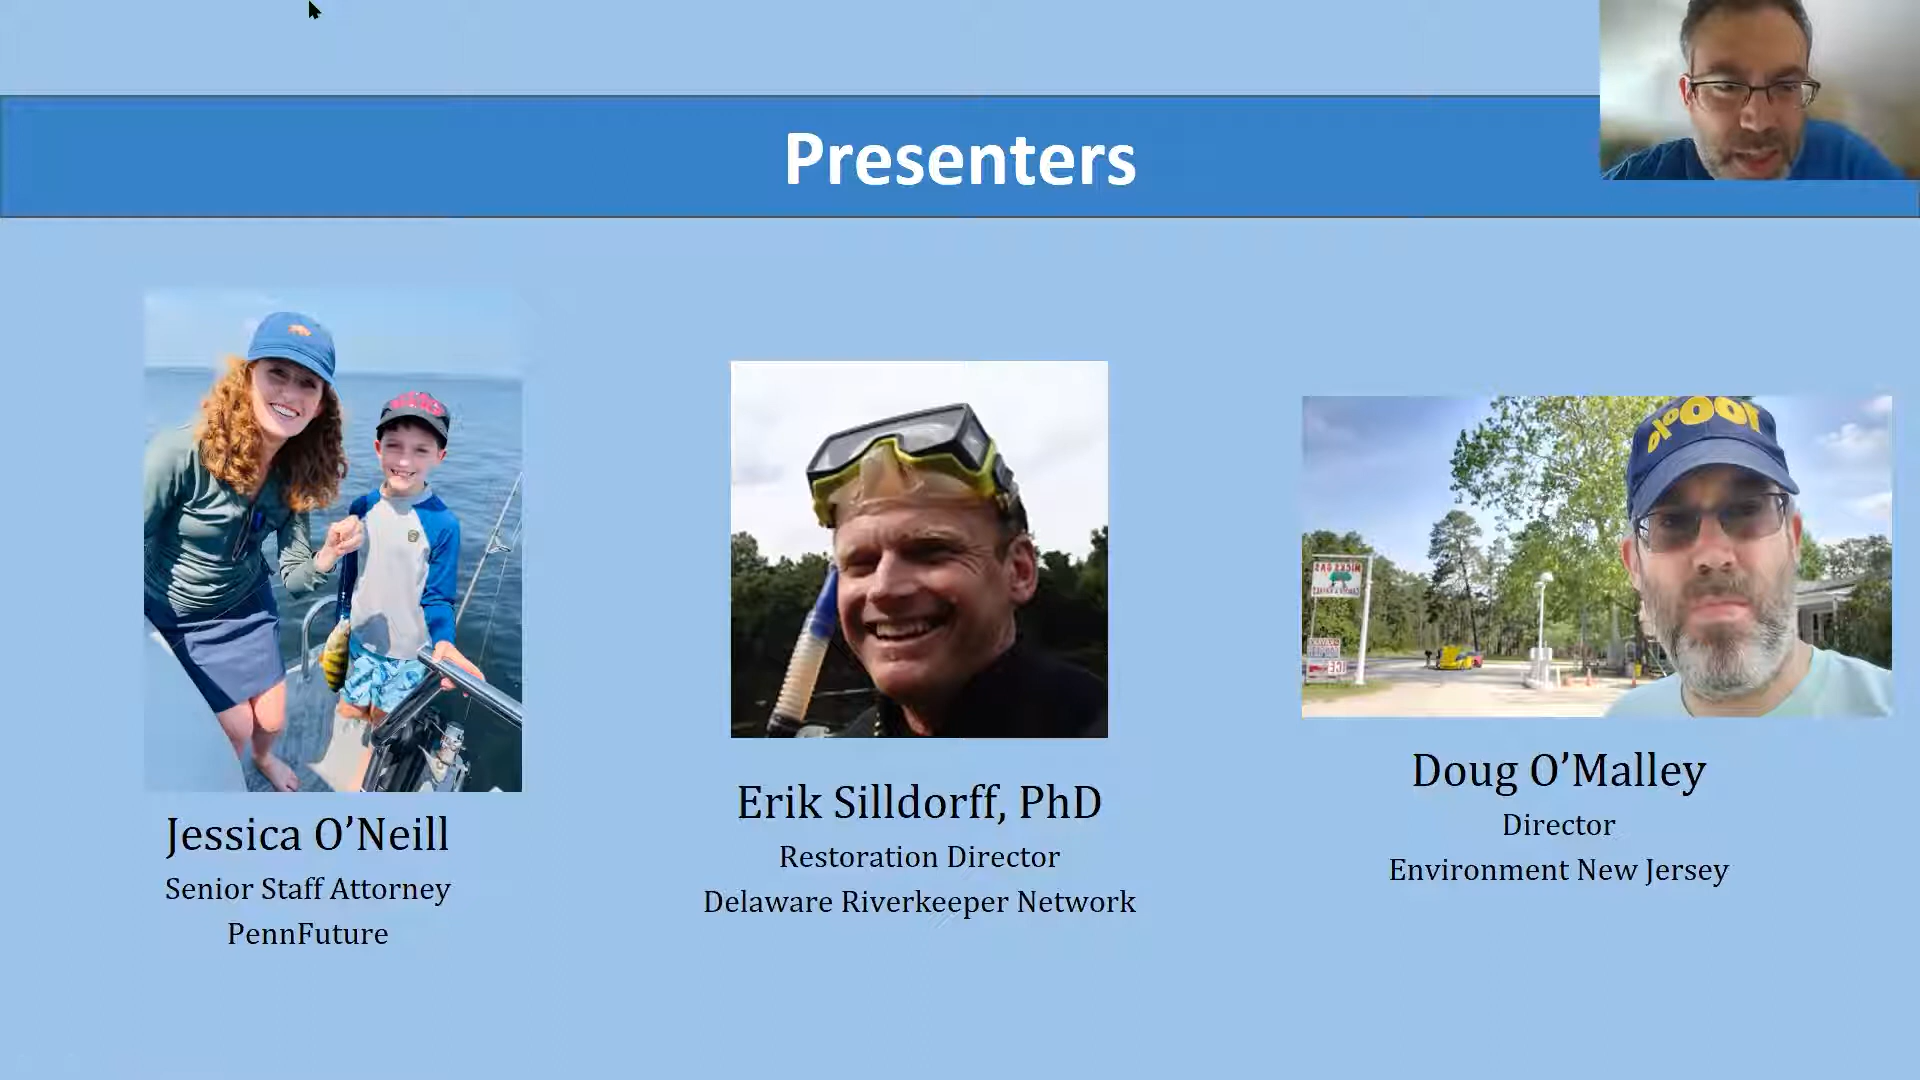 Presenters
Jessica O’Neill
Senior Staff Attorney
PennFuture
Erik Silldorff, PhD
Restoration Director
Delaware Riverkeeper Network
Doug O’Malley
Director
Environment New Jersey